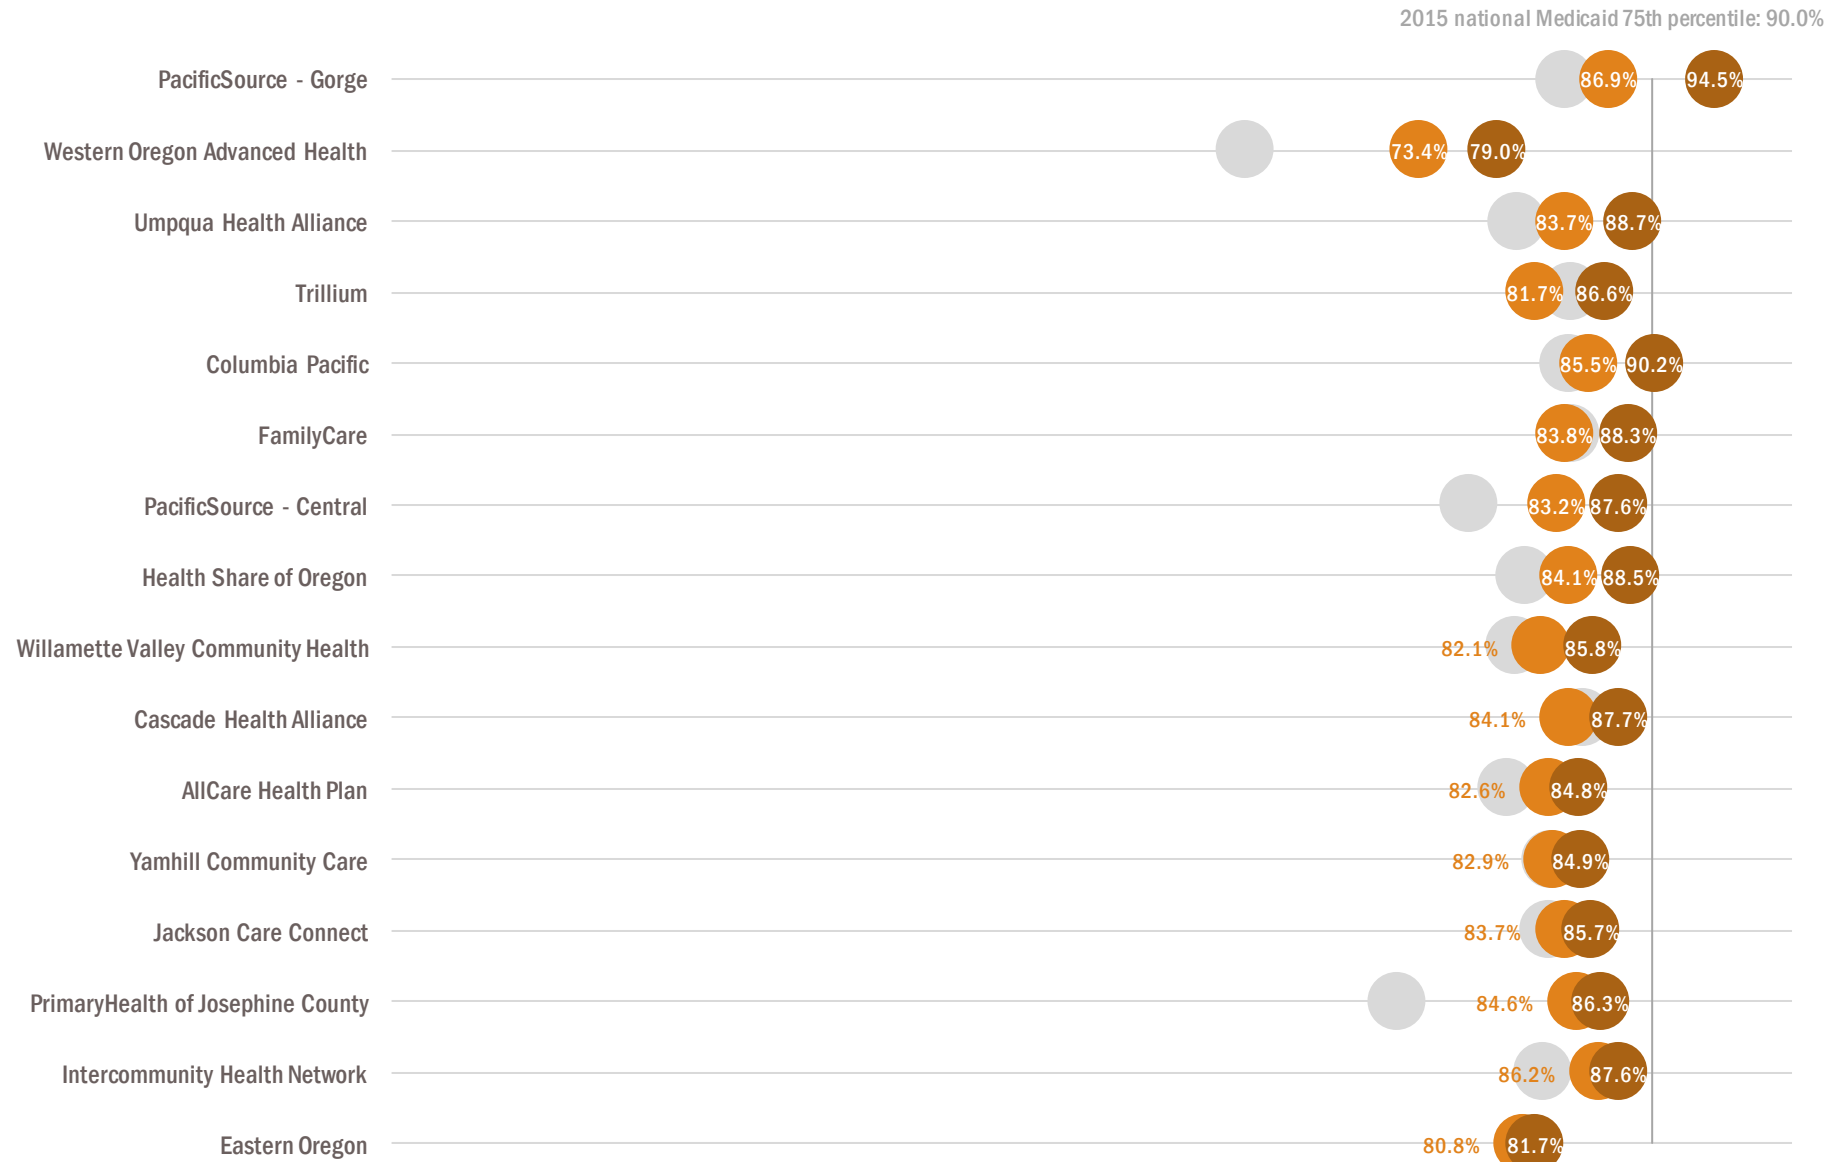 2015 national Medicaid 75th percentile: 90.0%
PacificSource - Gorge 86.9% 94.5%
Western Oregon Advanced Health 73.4% 79.0%
Umpqua Health Alliance 83.7% 88.7%
Trillium 81.7% 86.6%
Columbia Pacific 85.5% 90.2%
FamilyCare 83.8% 88.3%
PacificSource - Central 83.2% 87.6%
Health Share of Oregon 84.1% 88.5%
Willamette Valley Community Health 82.1% 85.8%
Cascade Health Alliance 84.1% 87.7%
AllCare Health Plan 82.6% 84.8%
Yamhill Community Care 82.9% 84.9%
Jackson Care Connect 83.7% 85.7%
PrimaryHealth of Josephine County 84.6% 86.3%
Intercommunity Health Network 86.2% 87.6%
Eastern Oregon 80.8% 81.7%